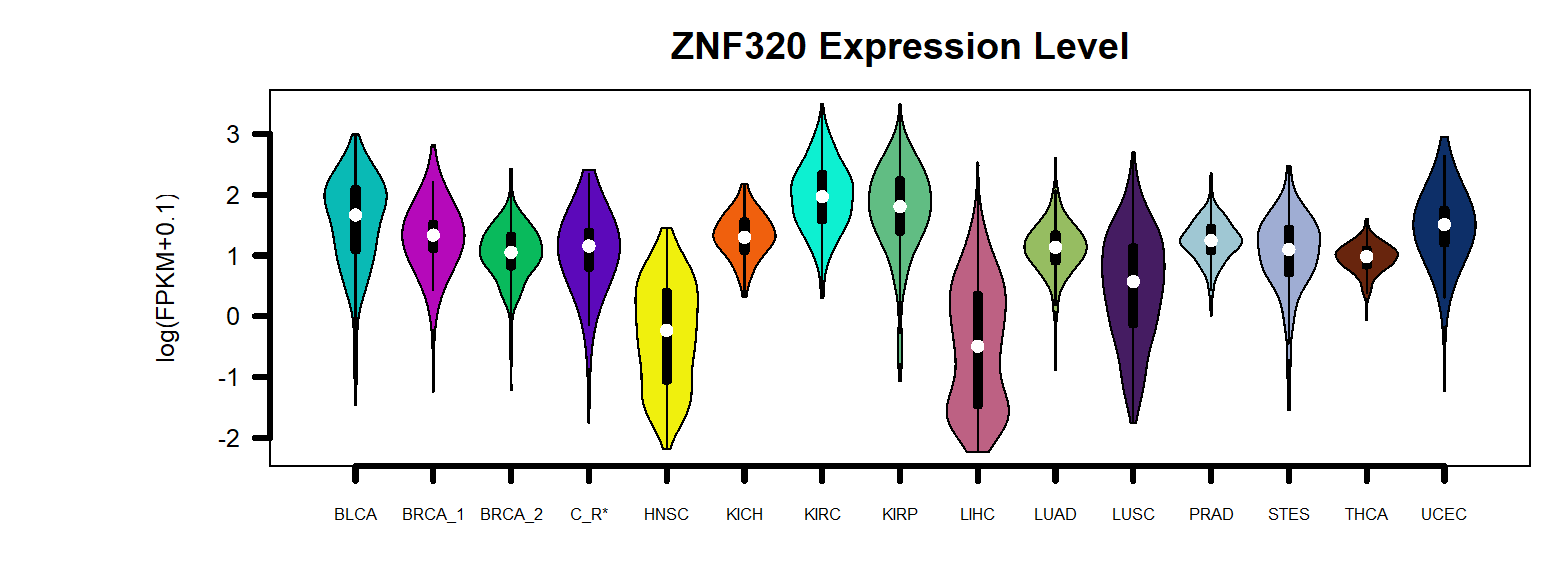 ZNF320 Expression Level
log(FPKM+0.1)
3
2
1
0
-1
-2
BLCA BRCA_1 BRCA_2 C_R* HNSC KICH KIRC KIRP LIHC LUAD LUSC PRAD STES THCA UCEC